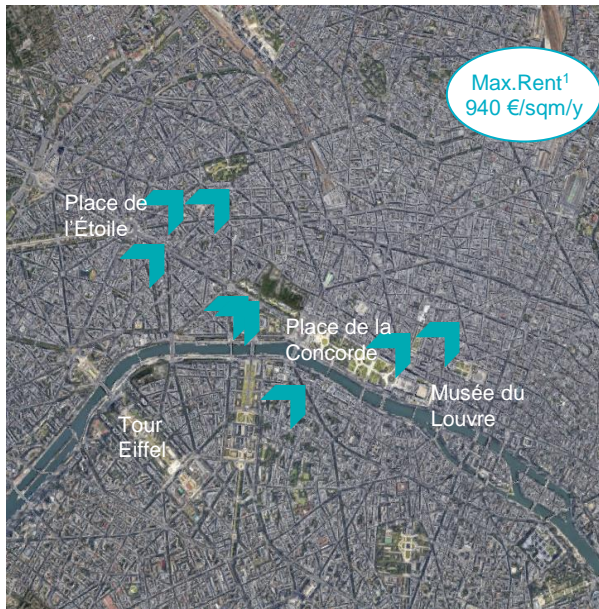 Max.Rent¹
940 €/sqm/y
Place de
l'Étoile
Place de la
Concorde
Musée du
Louvre
Tour
Eiffel